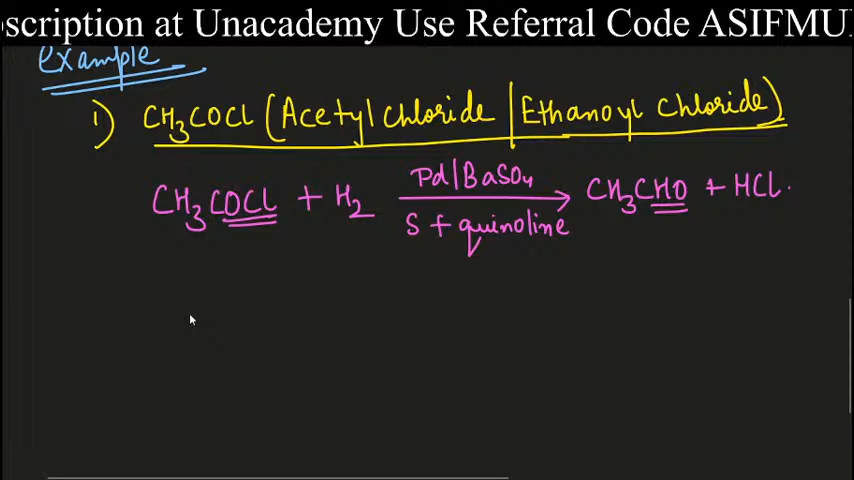 scription at Unacademy Use Referral Code ASIFMU
example
i) CH₃COCl (Acetyl chloride | Ethanoyl chloride)
CH₃COCl + H₂ Pd/BaSO₄ → CH₃CHO + HCl.
S + quinoline